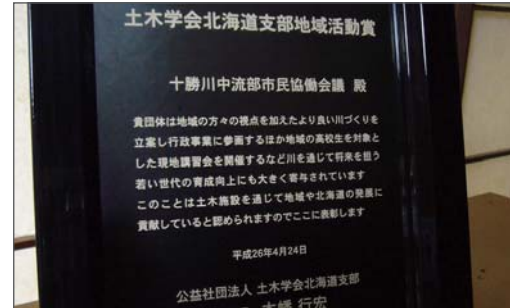 土木学会北海道支部地域活動賞
十勝川中流部市民協働会議 殿
貴団体は地域の方々の視点を加えたより良い川づくりを
立案し行政事業に参画するほか地域の高校生を対象と
した現地講習会を開催するなど川を通じて将来を担う
若い世代の育成向上にも大きく寄与されています
このことは土木施設を通じて地域や北海道の発展に
貢献していると認められますのでここに表彰します
平成26年4月24日
公益社団法人 土木学会北海道支部
行宏